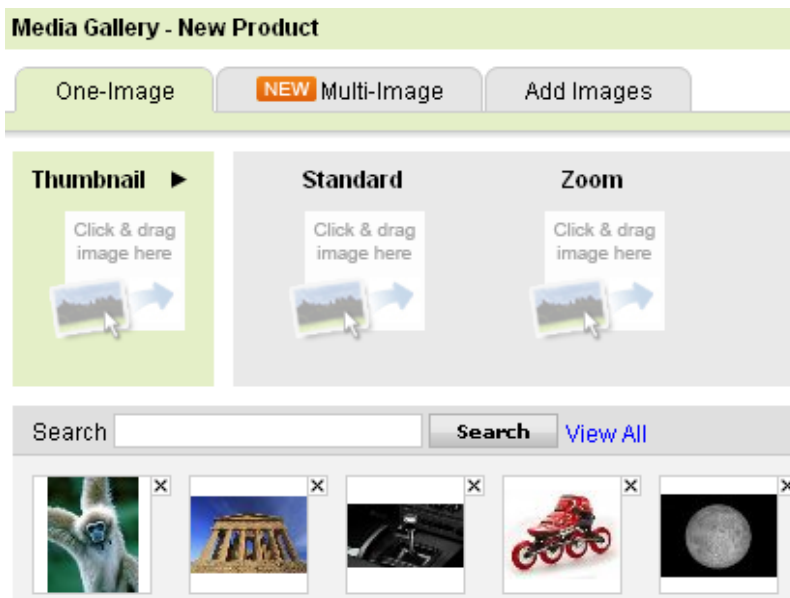 Media Gallery - New Product
One-Image
NEW Multi-Image
Add Images
Thumbnail ►
Standard
Zoom
Click & drag
image here
Click & drag
image here
Click & drag
image here
Search
Search
View All